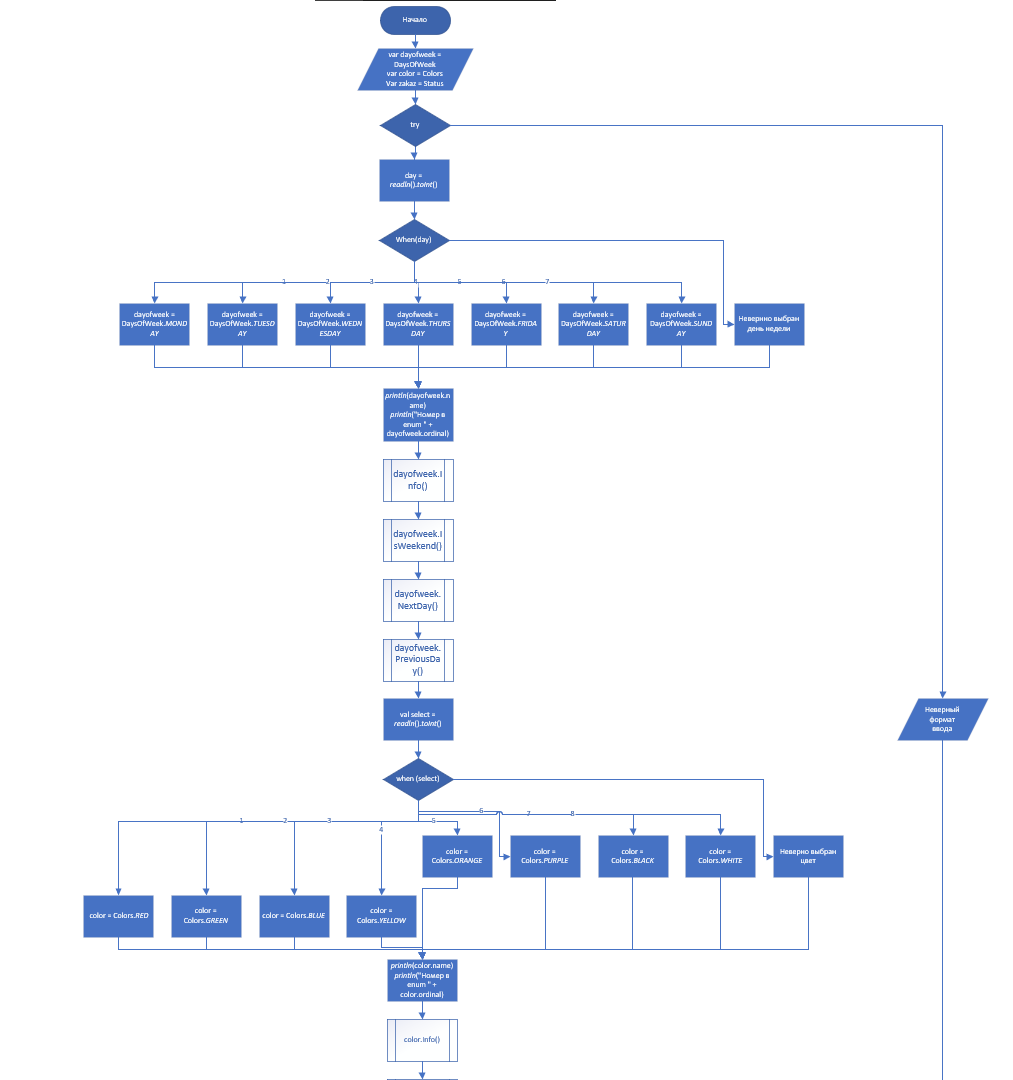 Начало
var dayofweek =
DaysOfWeek
var color = Colors
Var zakaz = Status
try
day =
readln().toInt()
When(day)
1 2 3 4 5 6 7
dayofweek =
DaysOfWeek.MOND
AY
dayofweek =
DaysOfWeek.TUESD
AY
dayofweek =
DaysOfWeek.WEDN
ESDAY
dayofweek =
DaysOfWeek.THURS
DAY
dayofweek =
DaysOfWeek.FRIDA
Y
dayofweek =
DaysOfWeek.SATUR
DAY
dayofweek =
DaysOfWeek.SUND
AY
Невернно выбран
день недели
println(dayofweek.n
ame)
println("Номер в
enum " +
dayofweek.ordinal)
dayofweek.I
nfo()
dayofweek.I
sWeekend()
dayofweek.
NextDay()
dayofweek.
PreviousDa
y()
val select =
readln().toInt()
Неверный
формат
ввода
when (select)
6 7 8
1 2 3 4 5
color =
Colors.ORANGE
color =
Colors.PURPLE
color =
Colors.BLACK
color =
Colors.WHITE
Неверно выбран
цвет
color = Colors.RED
color =
Colors.GREEN
color = Colors.BLUE
color =
Colors.YELLOW
println(color.name)
println("Номер в
enum " +
color.ordinal)
color.Info()